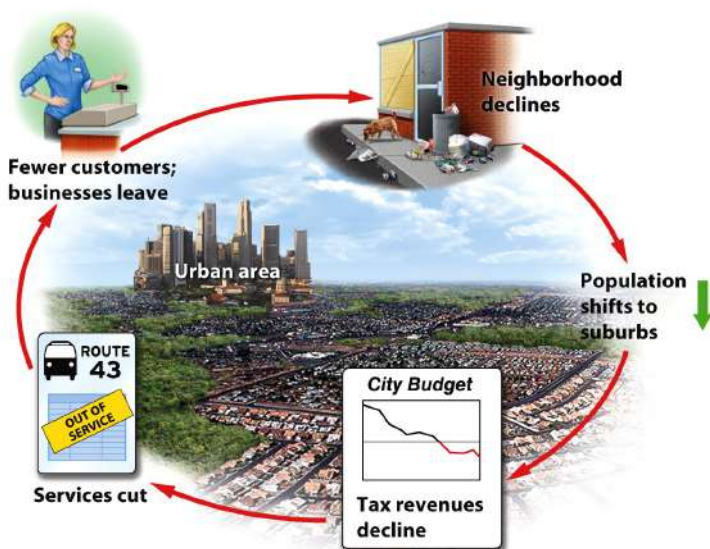 Neighborhood
declines
Fewer customers;
businesses leave
Urban area
Population
shifts to
suburbs
ROUTE
43
OUT OF
SERVICE
Services cut
City Budget
Tax revenues
decline